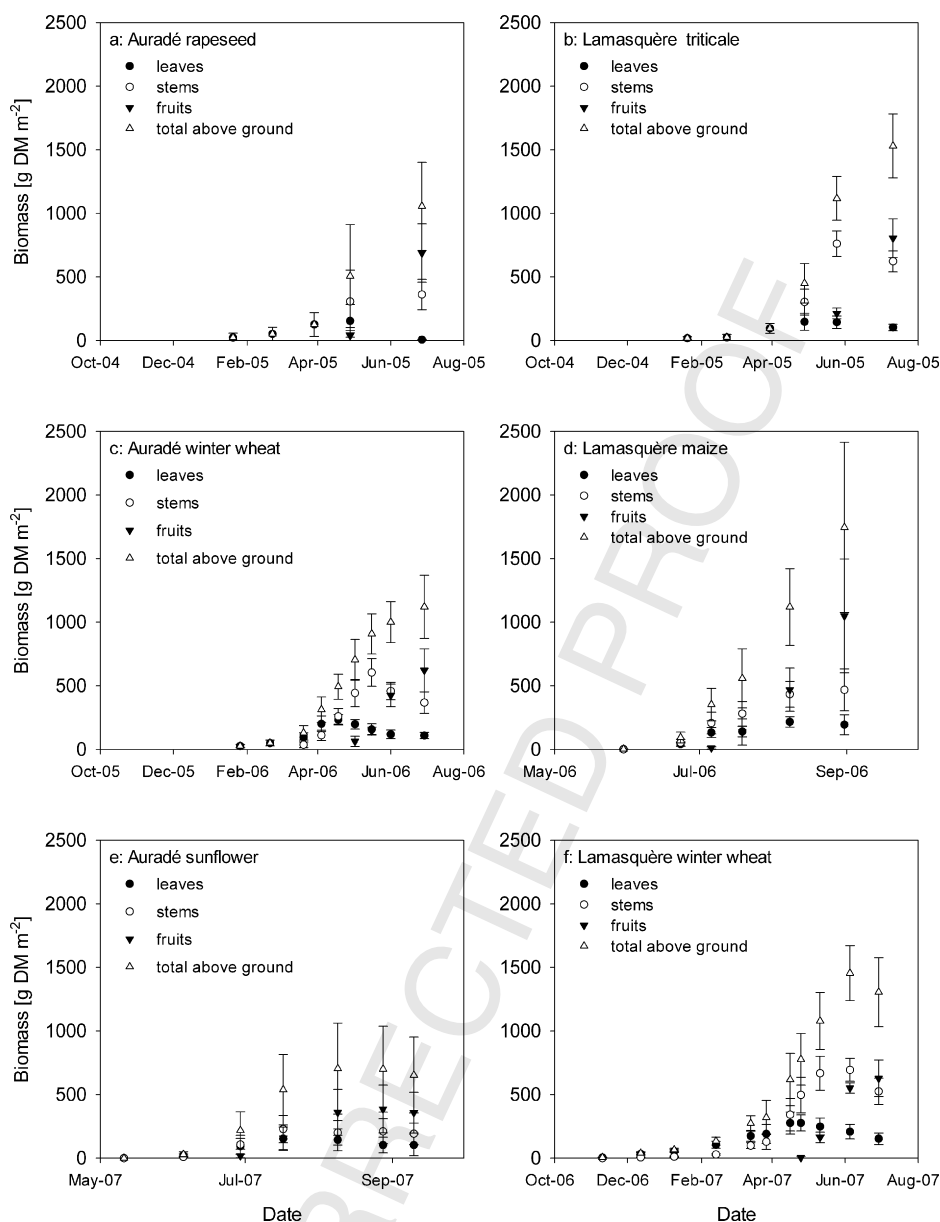 a: Auradé rapeseed
leaves
stems
fruits
total above ground
Biomass [g DM m-2]
2500
2000
1500
1000
500
0
Oct-04 Dec-04 Feb-05 Apr-05 Jun-05 Aug-05
b: Lamasquère triticale
leaves
stems
fruits
total above ground
2500
2000
1500
1000
500
0
Oct-04 Dec-04 Feb-05 Apr-05 Jun-05 Aug-05
c: Auradé winter wheat
leaves
stems
fruits
total above ground
Biomass [g DM m-2]
2500
2000
1500
1000
500
0
Oct-05 Dec-05 Feb-06 Apr-06 Jun-06 Aug-06
d: Lamasquère maize
leaves
stems
fruits
total above ground
2500
2000
1500
1000
500
0
May-06 Jul-06 Sep-06
e: Auradé sunflower
leaves
stems
fruits
total above ground
Biomass [g DM m-2]
2500
2000
1500
1000
500
0
May-07 Jul-07 Sep-07
Date
f: Lamasquère winter wheat
leaves
stems
fruits
total above ground
2500
2000
1500
1000
500
0
Oct-06 Dec-06 Feb-07 Apr-07 Jun-07 Aug-07
Date
RRECTED PROOF